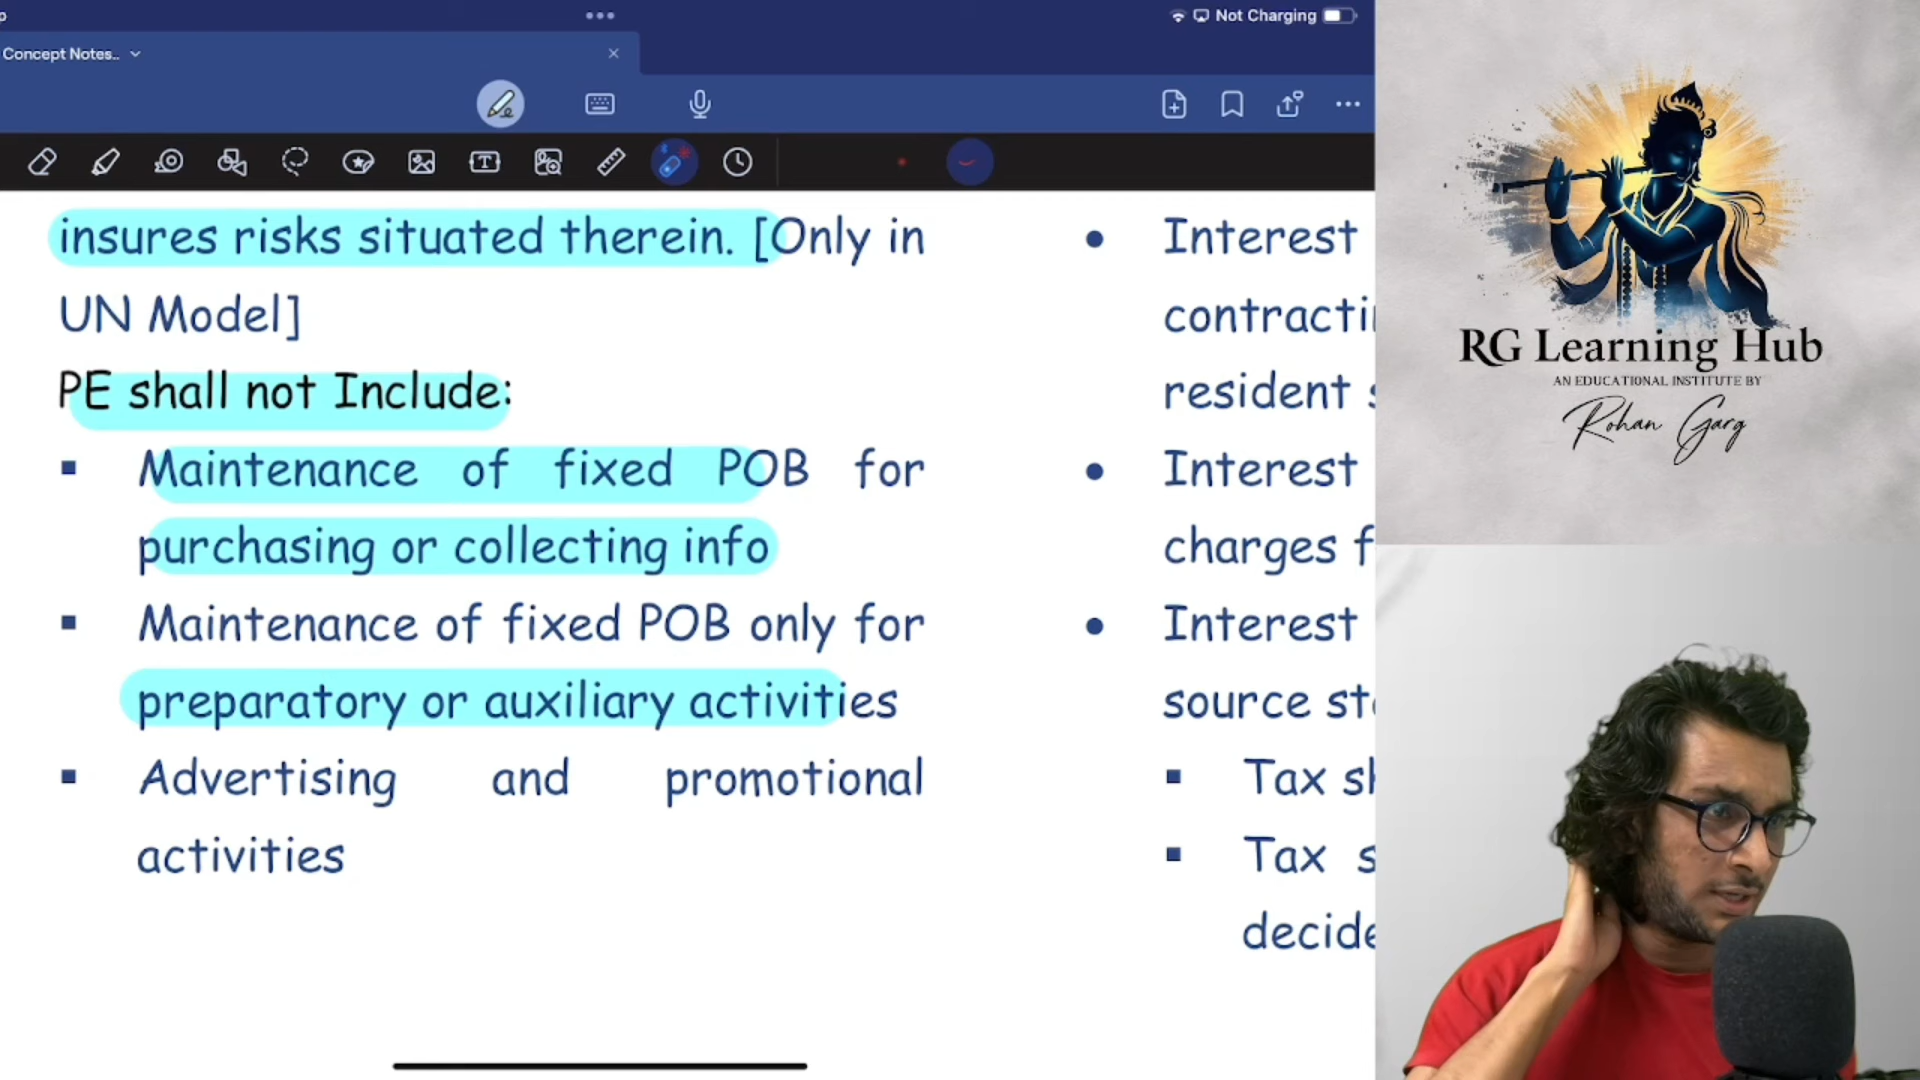 Not Charging
Concept Notes..
insures risks situated therein. [Only in
UN Model]
PE shall not Include:
▪ Maintenance of fixed POB for
purchasing or collecting info
▪ Maintenance of fixed POB only for
preparatory or auxiliary activities
▪ Advertising and promotional
activities
• Interest
resident
• Interest
charges
• Interest
source
▪ Tax
▪ Tax
RG Learning Hub
AN EDUCATIONAL INSTITUTE BY
Rohan Garg